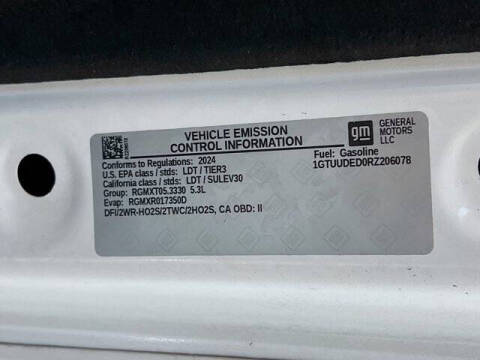 VEHICLE EMISSION
CONTROL INFORMATION
gm
GENERAL
MOTORS
LLC
Conforms to regulations: 2024
U.S. EPA class / stds: LDT / TIER3
California class / stds: LDT / SULEV30
Group: RGMXT05.3330 5.3L
Evap: RGMXR017350D
DFI/2WR-HO2S/2TWC/2HO2S, CA OBD: II
Fuel: Gasoline
1GTUUDED0RZ206078